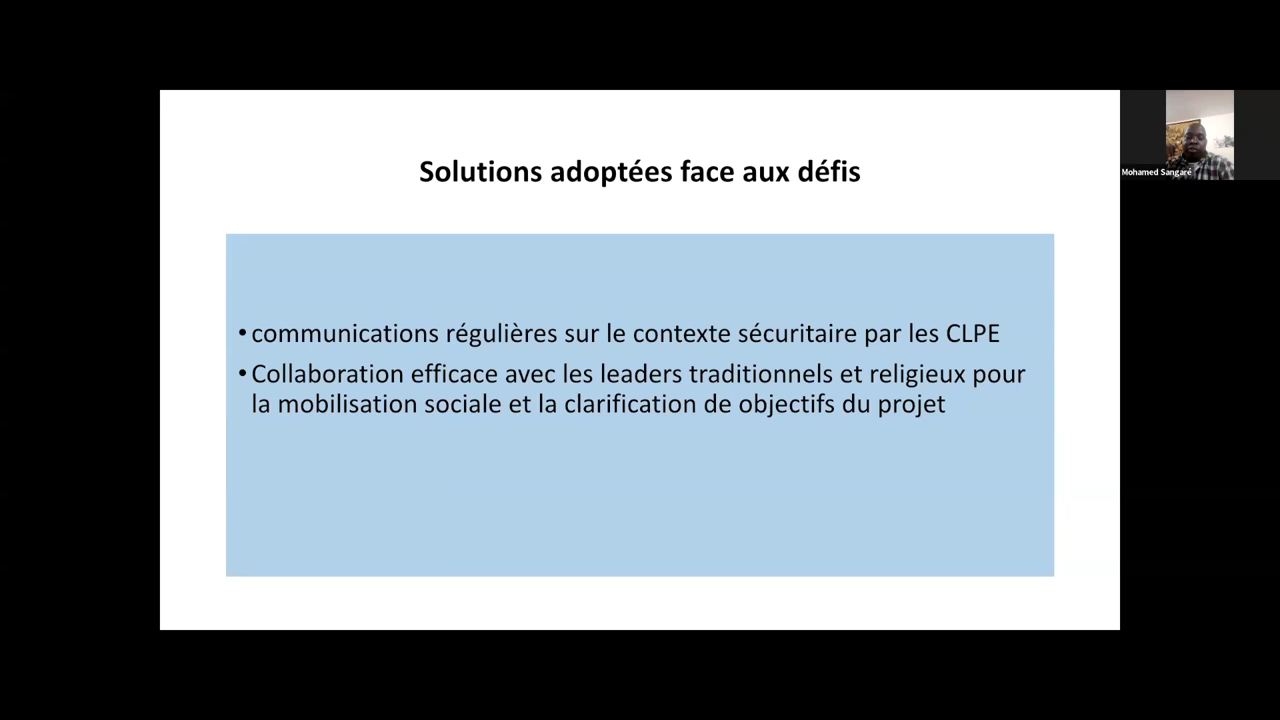 Solutions adoptées face aux défis
• communications régulières sur le contexte sécuritaire par les CLPE
• Collaboration efficace avec les leaders traditionnels et religieux pour
la mobilisation sociale et la clarification de objectifs du projet
Mohamed Sangaré